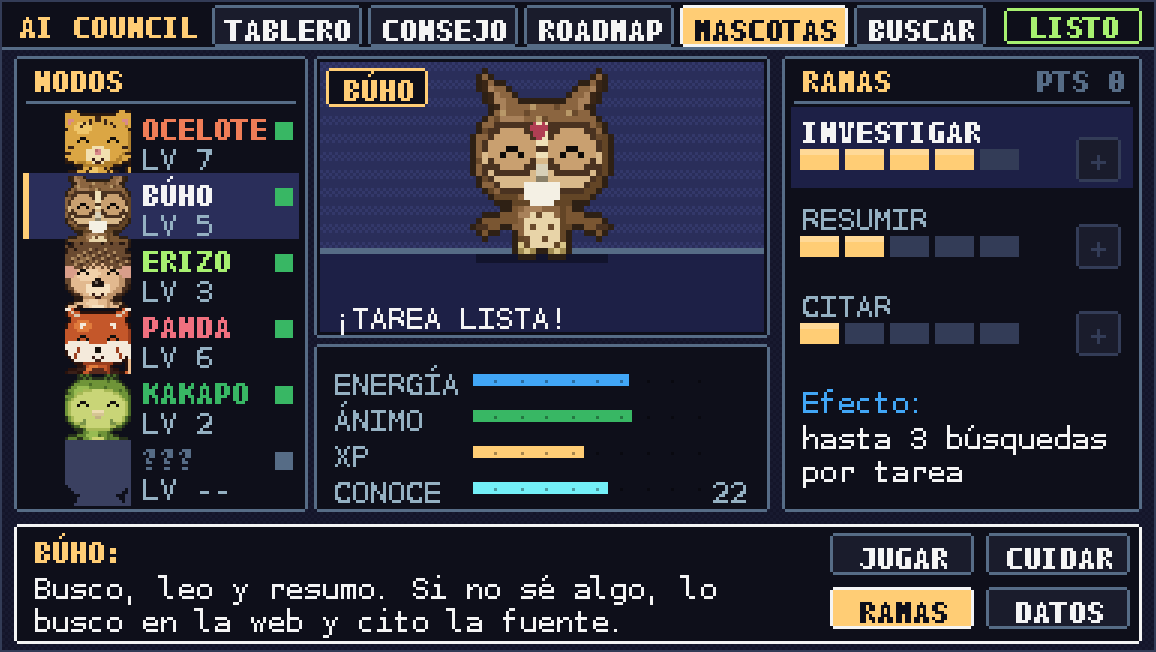 AI COUNCIL TABLERO CONSEJO ROADMAP MASCOTAS BUSCAR LISTO
NODOS
OCELOTE
LV 7
BÚHO
LV 5
ERIZO
LV 3
PANDA
LV 6
KAKAPO
LV 2
???
LV --
BÚHO
¡TAREA LISTA!
ENERGÍA
ÁNIMO
XP
CONOCE 22
RAMAS PTS 0
INVESTIGAR
+
RESUMIR
+
CITAR
+
Efecto:
hasta 3 búsquedas
por tarea
BÚHO:
Busco, leo y resumo. Si no sé algo, lo
busco en la web y cito la fuente.
JUGAR CUIDAR
RAMAS DATOS